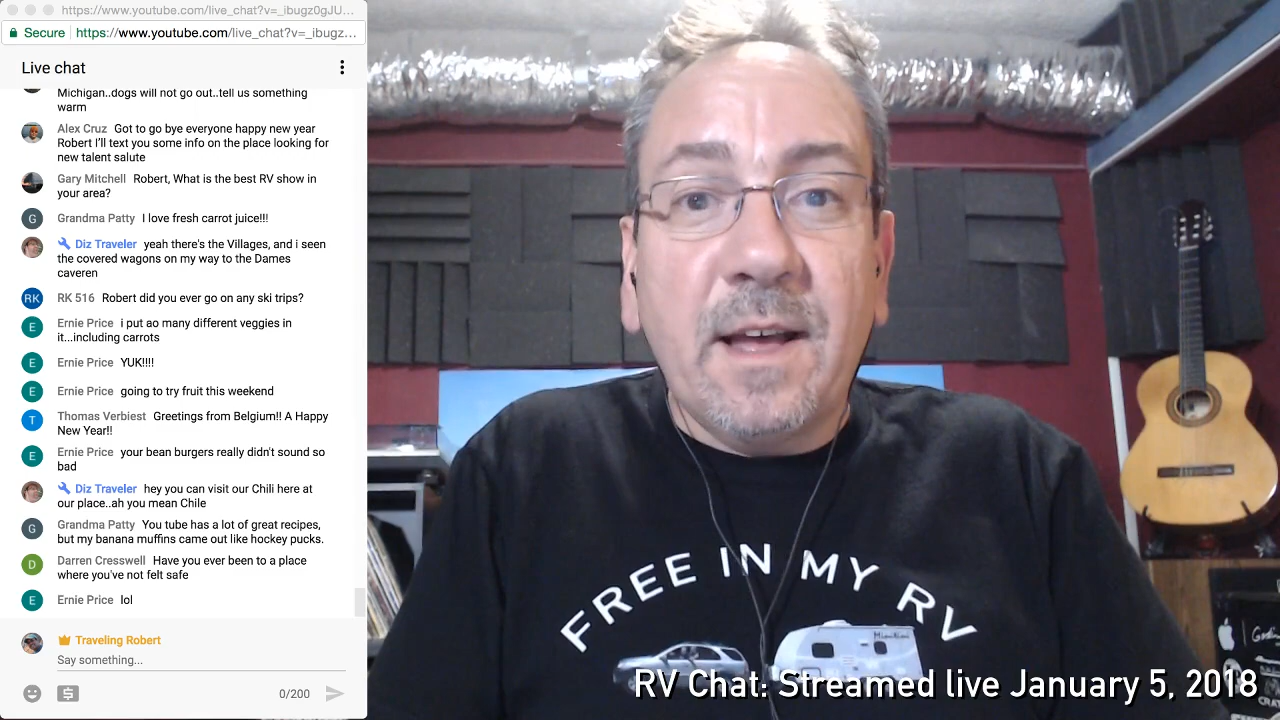 https://www.youtube.com/live_chat?v=_ibugz0gJU...
Secure https://www.youtube.com/live_chat?v=_ibugz...
Live chat
Michigan..dogs will not go out..tell us something
warm
Alex Cruz Got to go bye everyone happy new year
Robert I'll text you some info on the place looking for
new talent salute
Gary Mitchell Robert, What is the best RV show in
your area?
G Grandma Patty I love fresh carrot juice!!!
Diz Traveler yeah there's the Villages, and i seen
the covered wagons on my way to the Dames
caveren
RK RK 516 Robert did you ever go on any ski trips?
E Ernie Price i put ao many different veggies in
it...including carrots
E Ernie Price YUK!!!!
E Ernie Price going to try fruit this weekend
T Thomas Verbiest Greetings from Belgium!! A Happy
New Year!!
E Ernie Price your bean burgers really didn't sound so
bad
Diz Traveler hey you can visit our Chili here at
our place..ah you mean Chile
G Grandma Patty You tube has a lot of great recipes,
but my banana muffins came out like hockey pucks.
D Darren Cresswell Have you ever been to a place
where you've not felt safe
E Ernie Price lol
Traveling Robert
Say something...
0/200
FREE IN MY RV
RV Chat: Streamed live January 5, 2018